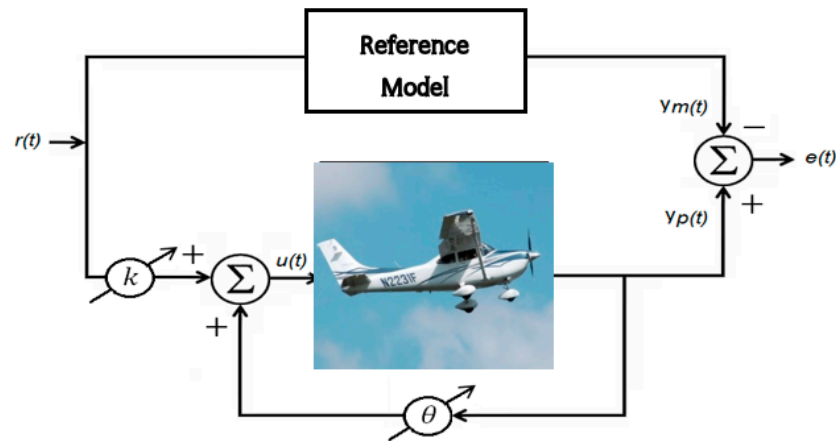 Reference
Model
r(t)
ym(t)
−
Σ
e(t)
+
yp(t)
k
+
Σ
u(t)
+
N2231F
θ